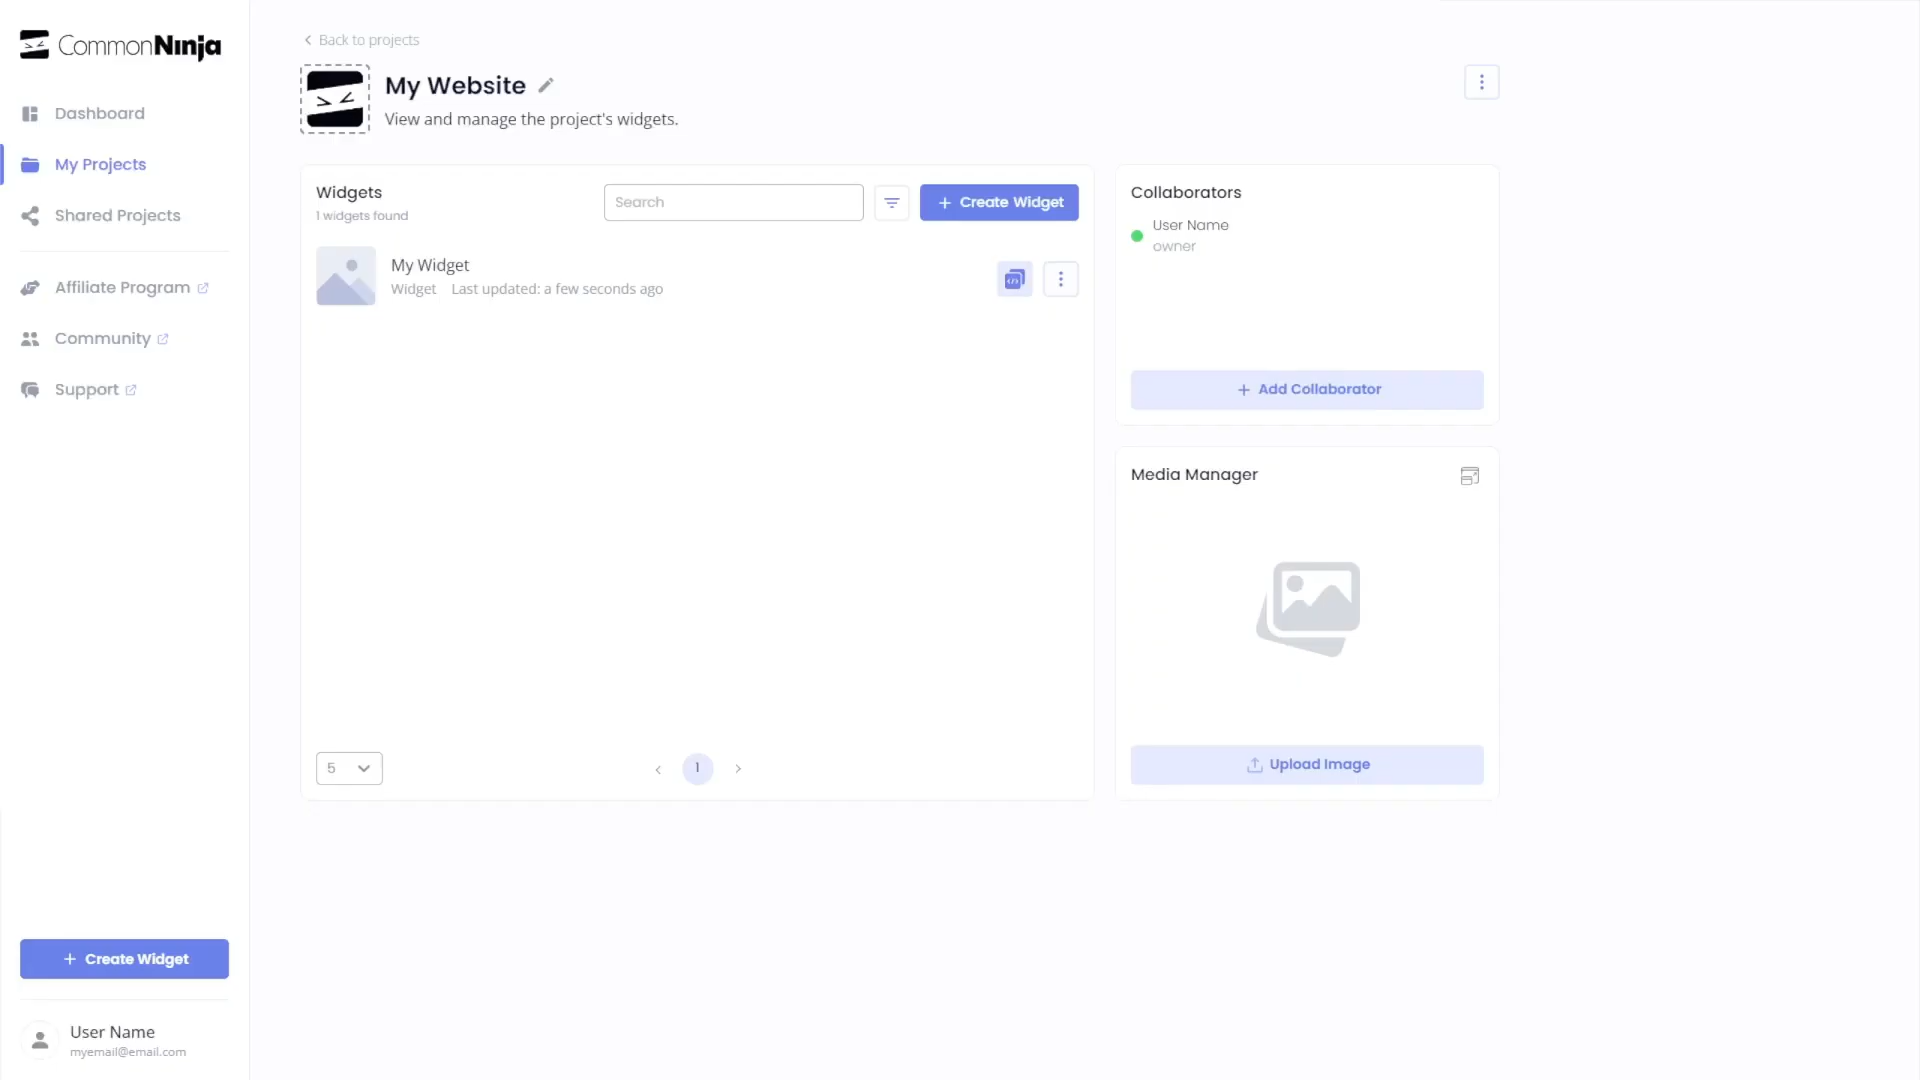 CommonNinja
Dashboard
My Projects
Shared Projects
Affiliate Program
Community
Support
Create Widget
User Name
myemail@email.com
Back to projects
My Website
View and manage the project's widgets.
Widgets
1 widgets found
Search
Create Widget
My Widget
Widget Last updated: a few seconds ago
5
1
Collaborators
User Name
owner
Add Collaborator
Media Manager
Upload Image